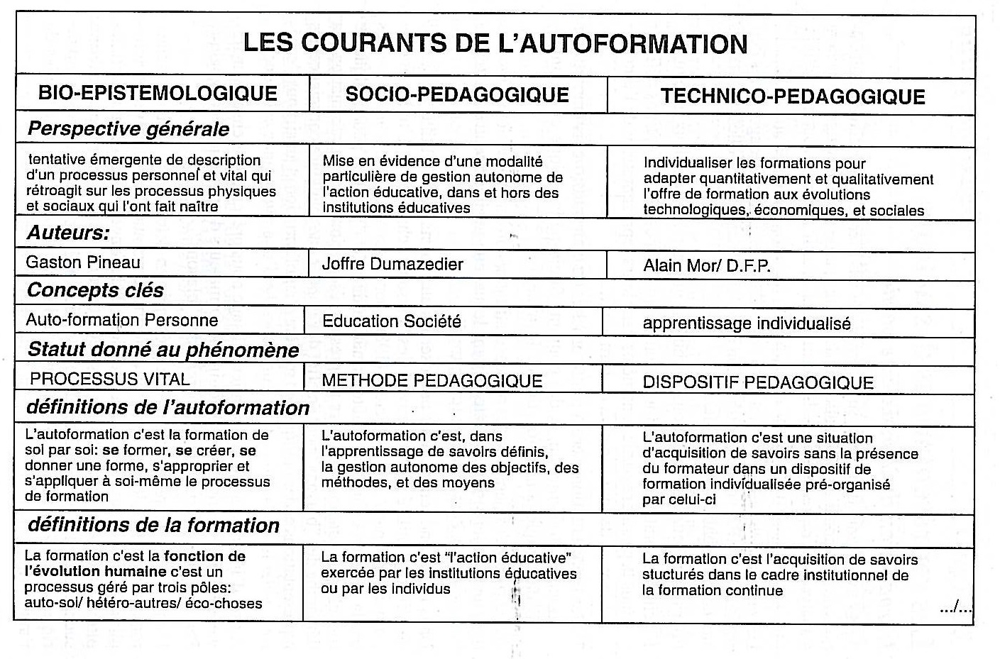 LES COURANTS DE L'AUTOFORMATION
BIO-EPISTEMOLOGIQUE
SOCIO-PEDAGOGIQUE
TECHNICO-PEDAGOGIQUE
Perspective générale
tentative émergente de description
d'un processus personnel et vital qui
rétroagit sur les processus physiques
et sociaux qui l'ont fait naître
Mise en évidence d'une modalité
particulière de gestion autonome de
l'action éducative, dans et hors des
institutions éducatives
Individualiser les formations pour
adapter quantitativement et qualitativement
l'offre de formation aux évolutions
technologiques, économiques, et sociales
Auteurs:
Gaston Pineau
Joffre Dumazedier
Alain Mor/ D.F.P.
Concepts clés
Auto-formation Personne
Education Société
apprentissage individualisé
Statut donné au phénomène
PROCESSUS VITAL
METHODE PEDAGOGIQUE
DISPOSITIF PEDAGOGIQUE
définitions de l'autoformation
L'autoformation c'est la formation de
soi par soi: se former, se créer, se
donner une forme, s'approprier et
s'appliquer à soi-même le processus
de formation
L'autoformation c'est, dans
l'apprentissage de savoirs définis,
la gestion autonome des objectifs, des
méthodes, et des moyens
L'autoformation c'est une situation
d'acquisition de savoirs sans la présence
du formateur dans un dispositif de
formation individualisée pré-organisé
par celui-ci
définitions de la formation
La formation c'est la fonction de
l'évolution humaine c'est un
processus géré par trois pôles:
auto-soi/ hétéro-autres/ éco-choses
La formation c'est "l'action éducative"
exercée par les institutions éducatives
ou par les individus
La formation c'est l'acquisition de savoirs
stucturés dans le cadre institutionnel de
la formation continue
.../...